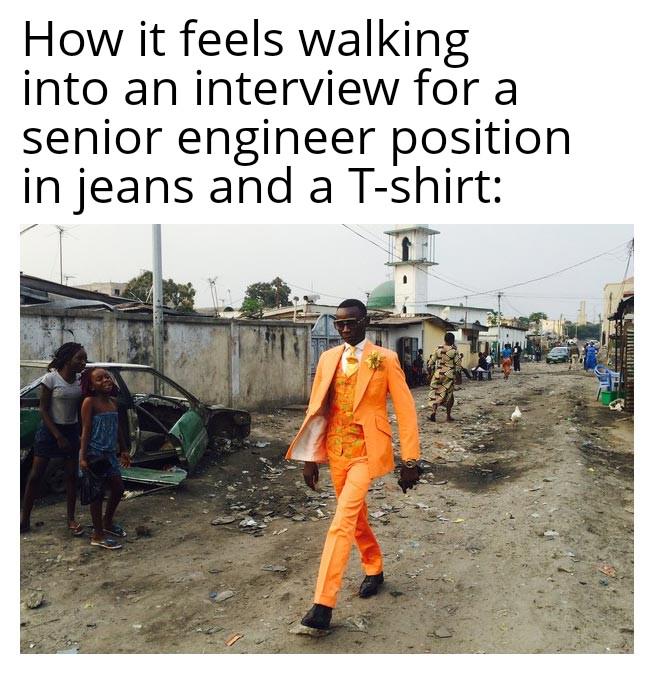 How it feels walking
into an interview for a
senior engineer position
in jeans and a T-shirt: